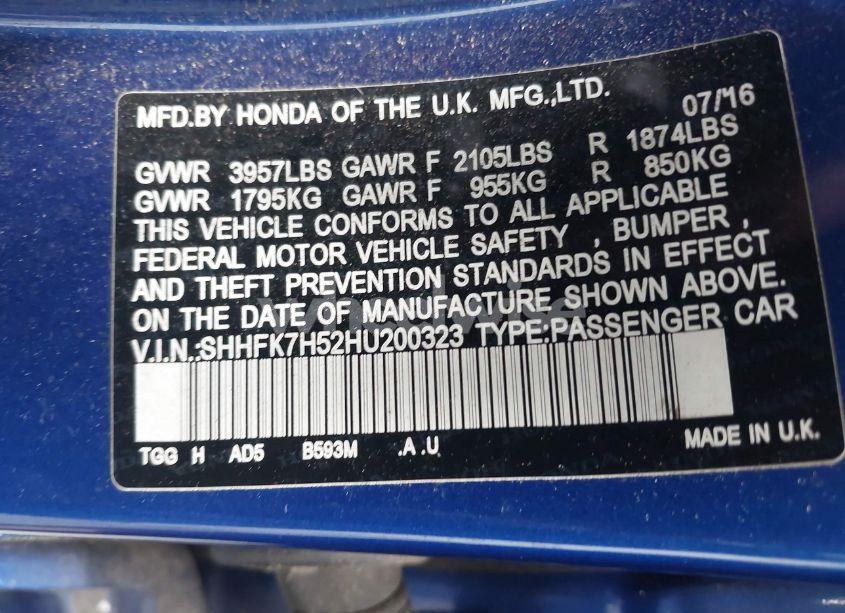 MFD.BY HONDA OF THE U.K. MFG.,LTD. 07/'16
GVWR 3957LBS GAWR F 2105LBS R 1874LBS
GVWR 1795KG GAWR F 955KG R 850KG
THIS VEHICLE CONFORMS TO ALL APPLICABLE
FEDERAL MOTOR VEHICLE SAFETY , BUMPER ,
AND THEFT PREVENTION STANDARDS IN EFFECT
ON THE DATE OF MANUFACTURE SHOWN ABOVE.
V.I.N.:SHHFK7H52HU200323 TYPE:PASSENGER CAR
TGG H AD5 B593M .A .U MADE IN U.K.